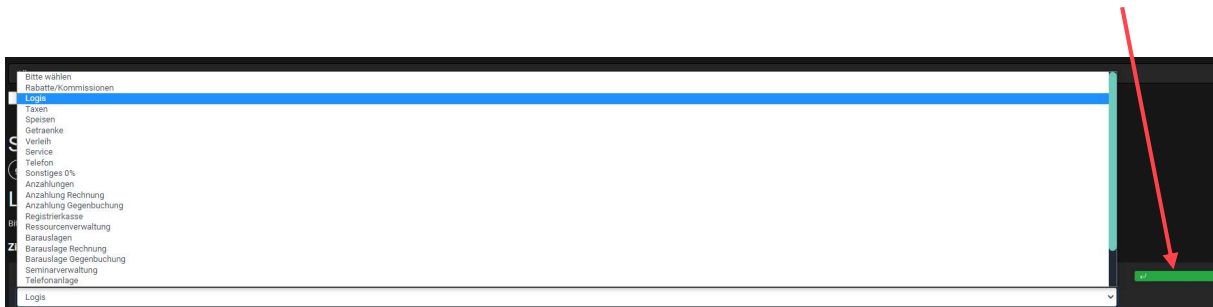 Bitte wählen
Rabatte/Kommissionen
Logis
Taxen
Speisen
Getraenke
Verleih
Service
Telefon
Sonstiges 0%
Anzahlungen
Anzahlung Rechnung
Anzahlung Gegenbuchung
Registrierkasse
Ressourcenverwaltung
Barauslagen
Barauslage Rechnung
Barauslage Gegenbuchung
Seminarverwaltung
Telefonanlage
Logis